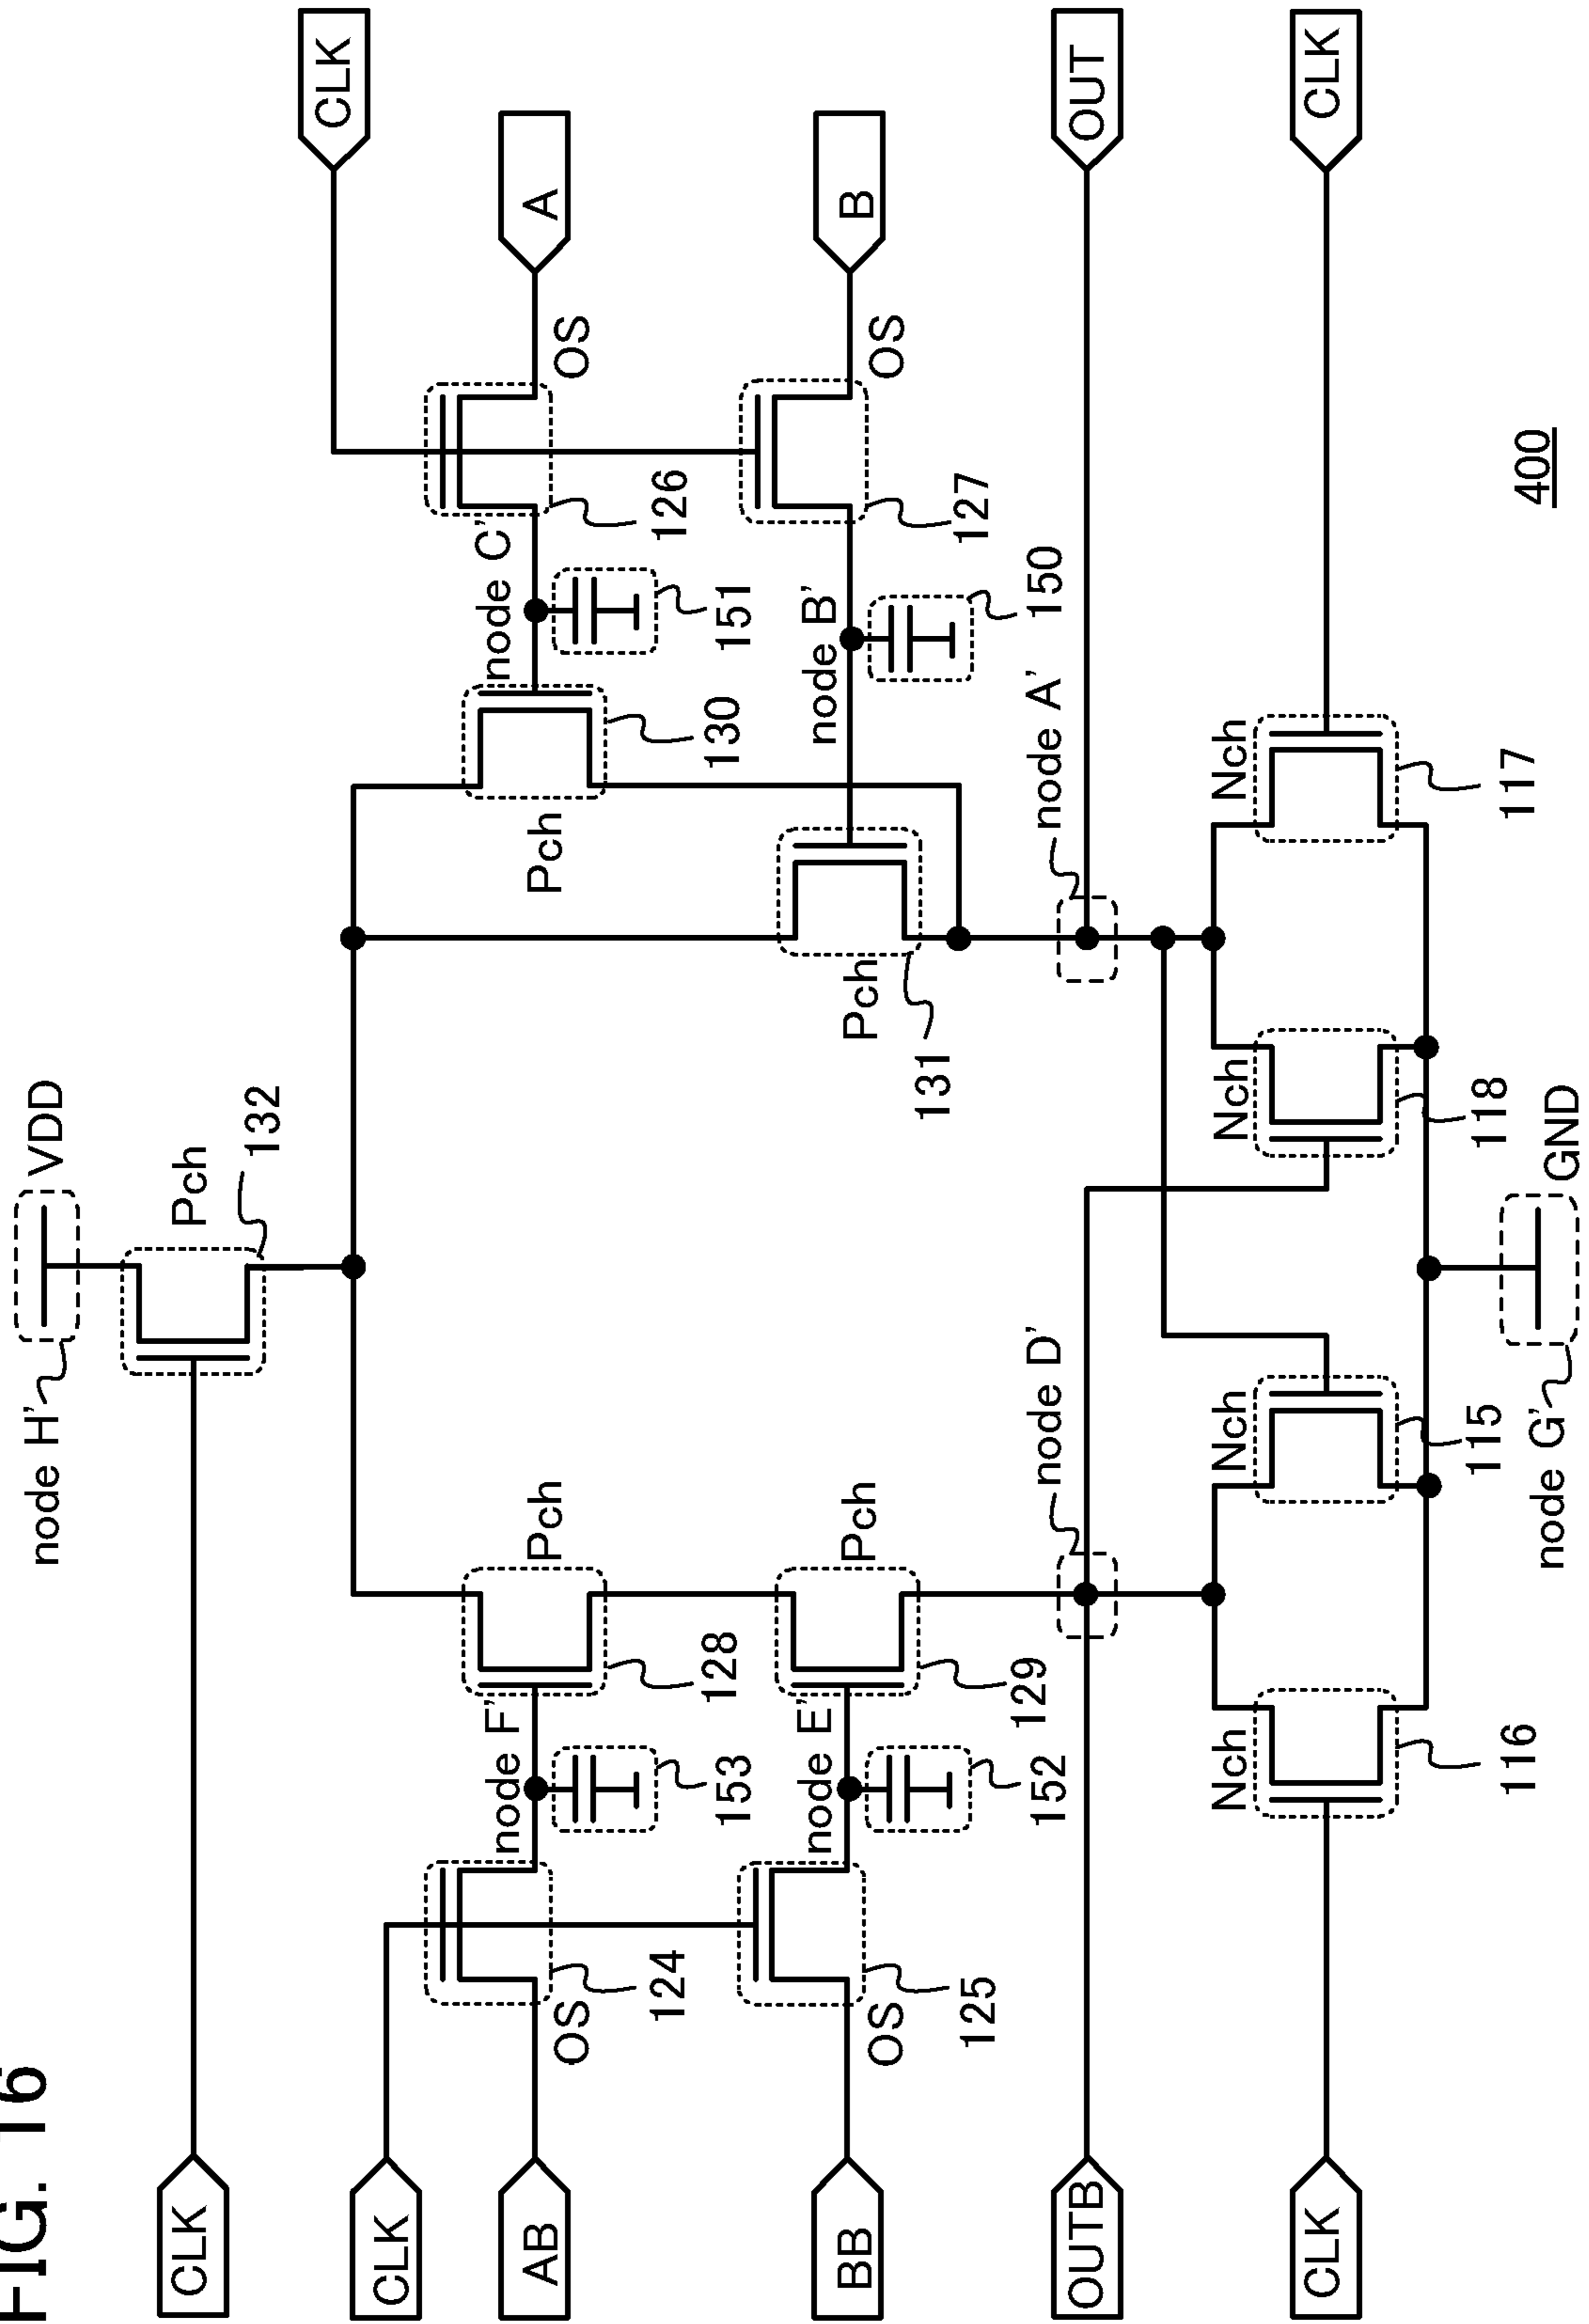 FIG. 16
node H'
VDD
Pch
132
CLK
CLK
CLK
AB
OS
124
node F'
153
128
Pch
Pch
130
node C'
151
126
OS
A
BB
OS
125
node E'
152
129
Pch
Pch
131
node B'
150
127
OS
B
OUTB
node D'
node A'
OUT
CLK
Nch
116
Nch
115
Nch
118
Nch
117
CLK
node G'
GND
400